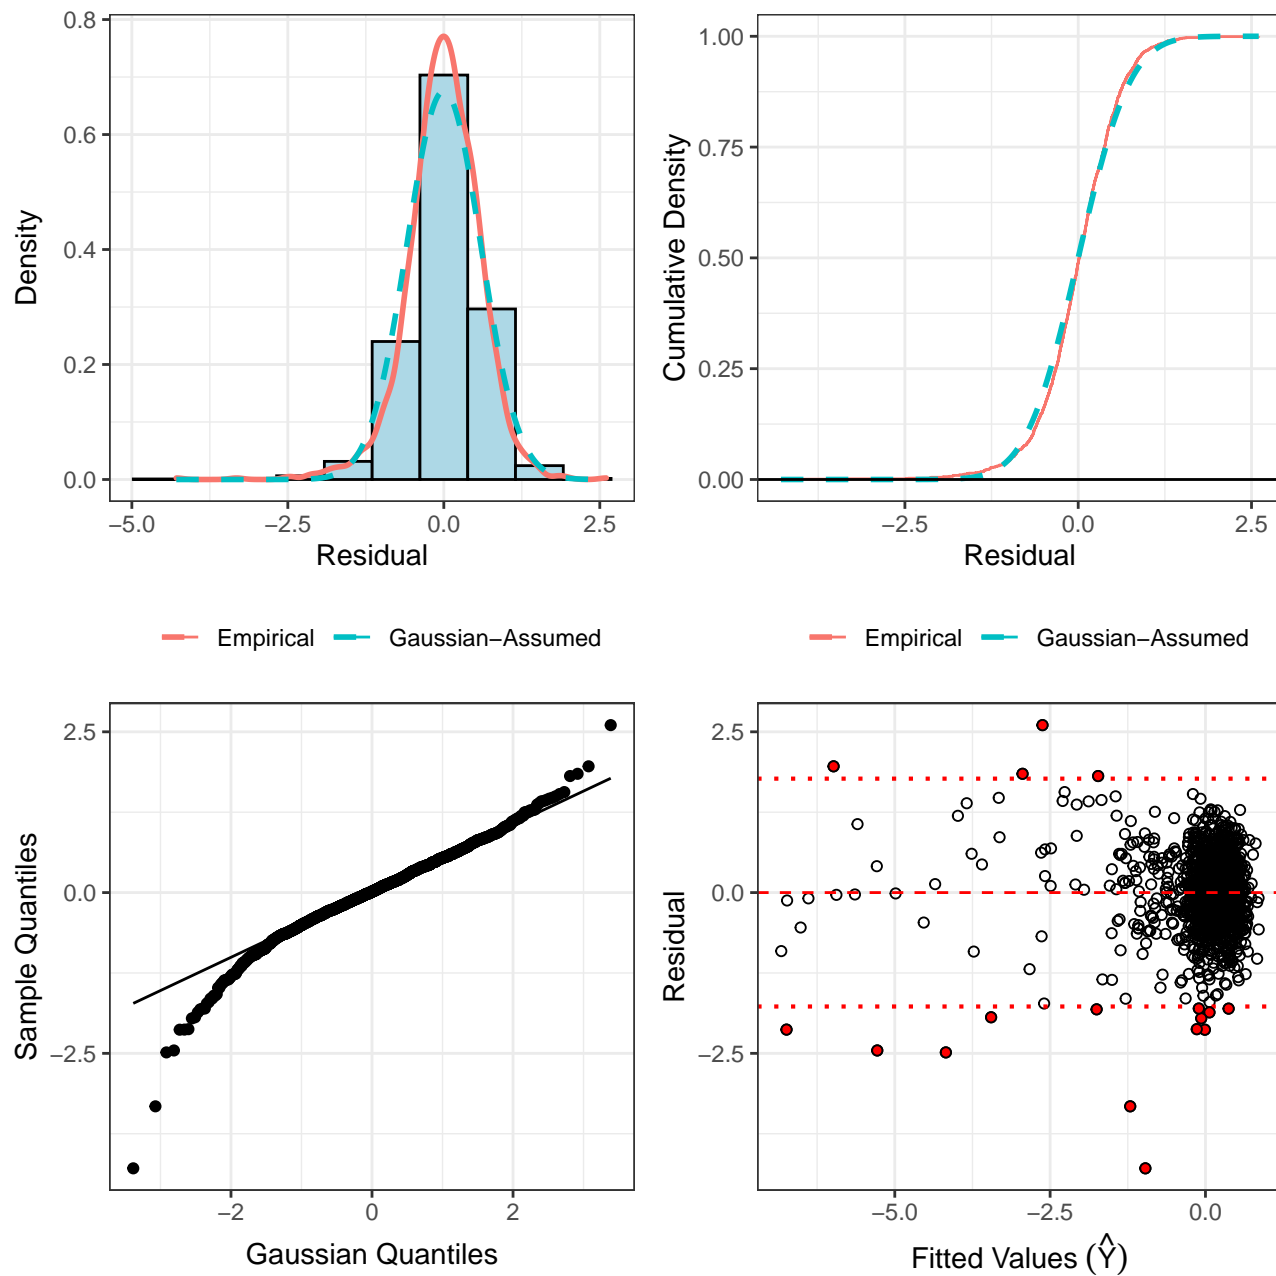 0.8
0.6
0.4
0.2
0.0
Density
−5.0 −2.5 0.0 2.5
Residual
Empirical Gaussian−Assumed
1.00
0.75
0.50
0.25
0.00
Cumulative Density
−2.5 0.0 2.5
Residual
Empirical Gaussian−Assumed
2.5
0.0
−2.5
Sample Quantiles
−2 0 2
Gaussian Quantiles
2.5
0.0
−2.5
Residual
−5.0 −2.5 0.0
Fitted Values (Ŷ)